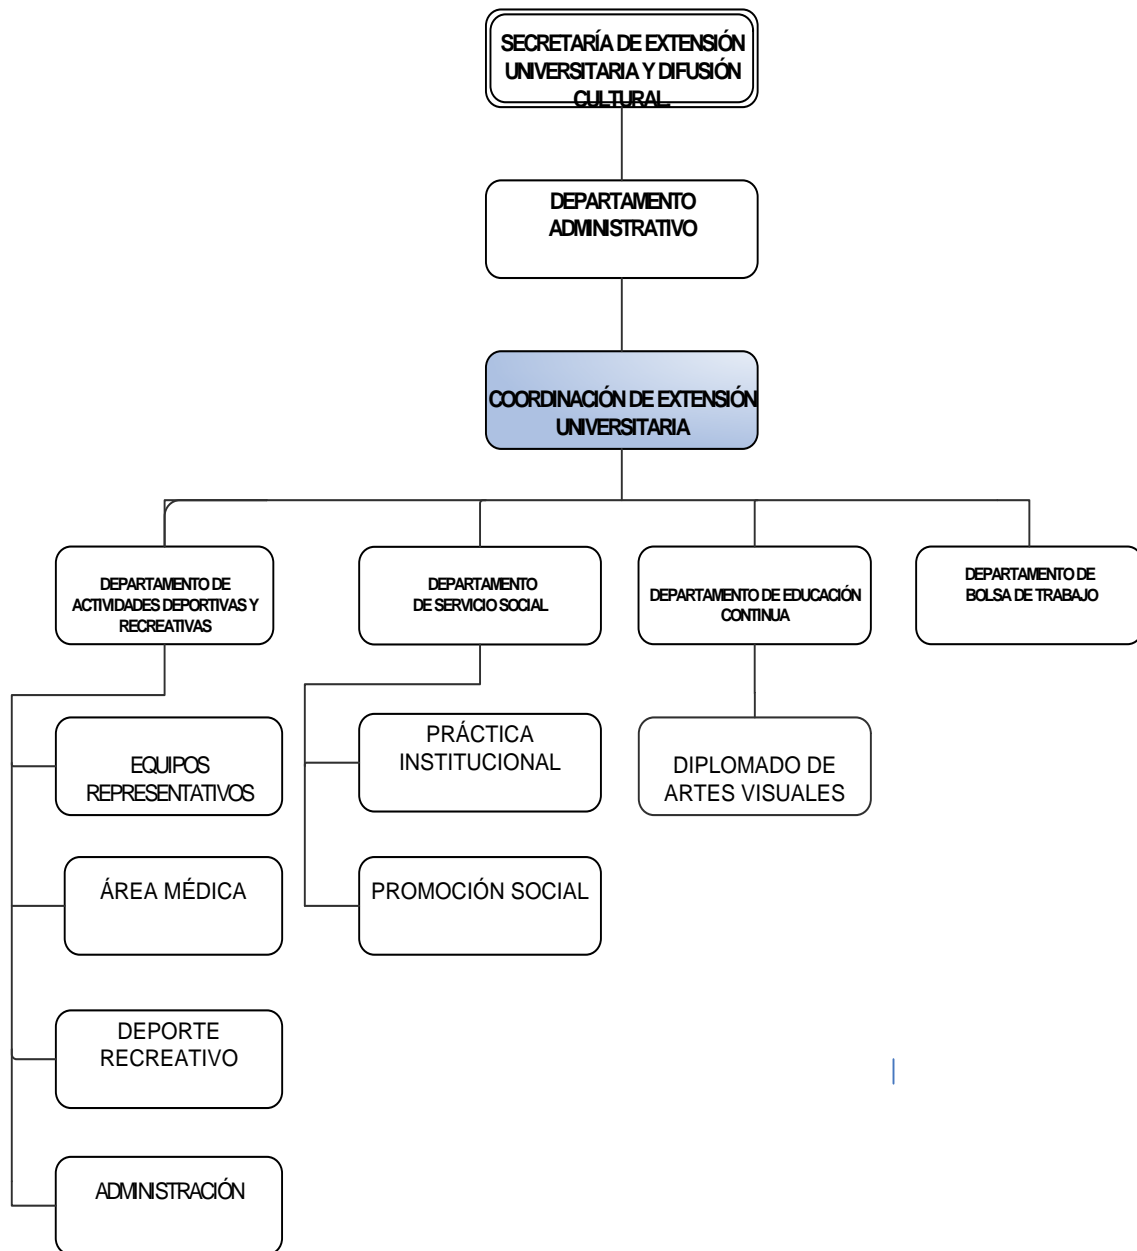 SECRETARÍA DE EXTENSIÓN
UNIVERSITARIA Y DIFUSIÓN
CULTURAL.
DEPARTAMENTO
ADMINISTRATIVO
COORDINACIÓN DE EXTENSIÓN
UNIVERSITARIA
DEPARTAMENTO DE
ACTIVIDADES DEPORTIVAS Y
RECREATIVAS
DEPARTAMENTO
DE SERVICIO SOCIAL
DEPARTAMENTO DE EDUCACIÓN
CONTINUA
DEPARTAMENTO DE
BOLSA DE TRABAJO
EQUIPOS
REPRESENTATIVOS
PRÁCTICA
INSTITUCIONAL
DIPLOMADO DE
ARTES VISUALES
ÁREA MÉDICA
PROMOCIÓN SOCIAL
DEPORTE
RECREATIVO
ADMINISTRACIÓN